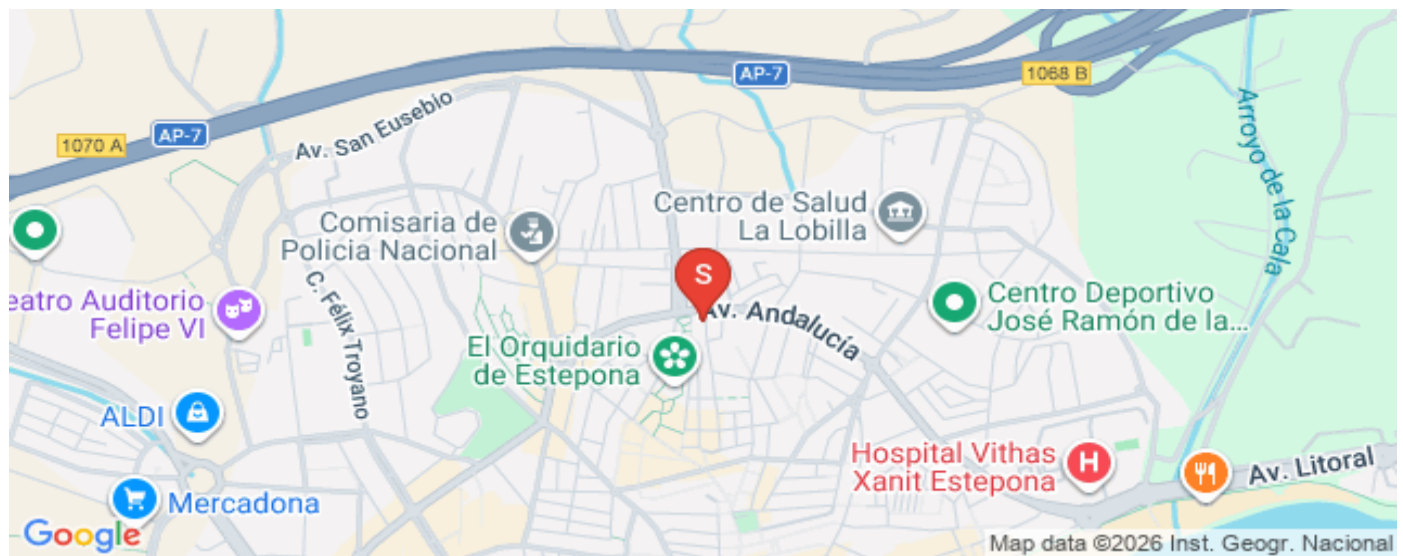 AP-7
1068 B
Av. San Eusebio
AP-7
1070 A
Arroyo de la Cala
Comisaria de
Policia Nacional
Centro de Salud
La Lobilla
S
eatro Auditorio
Felipe VI
C. Félix Troyano
Av. Andalucía
Centro Deportivo
José Ramón de la...
El Orquidario
de Estepona
ALDI
Hospital Vithas
Xanit Estepona
H
Av. Litoral
Mercadona
Google
Map data ©2026 Inst. Geogr. Nacional